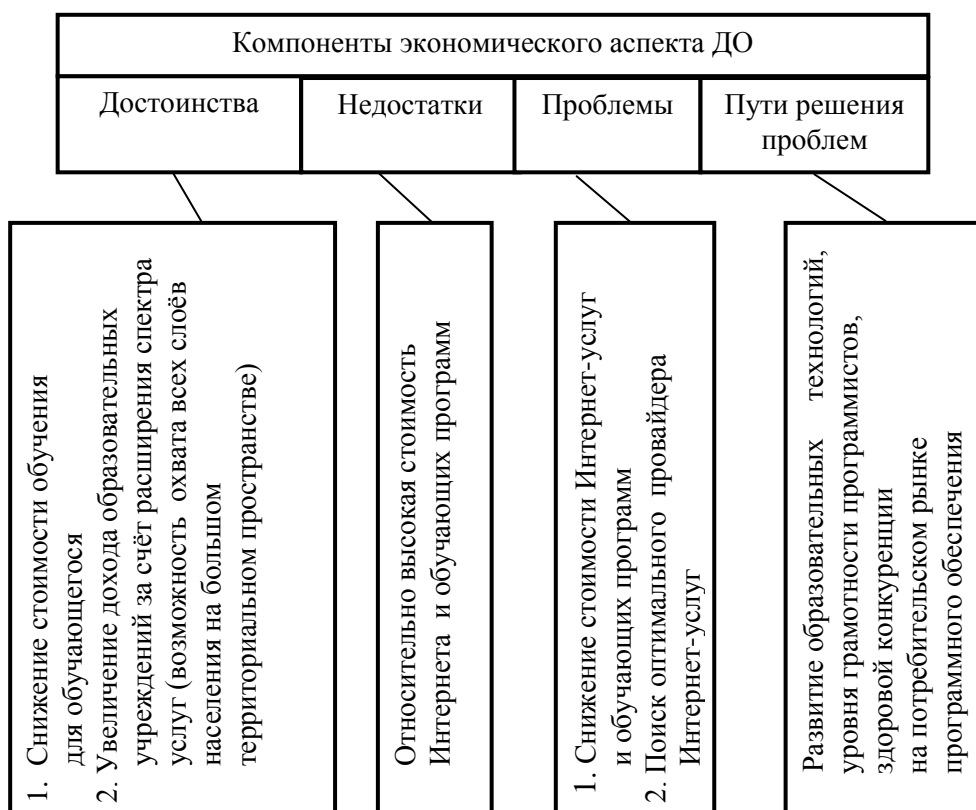 Компоненты экономического аспекта ДО
Достоинства
Недостатки
Проблемы
Пути решения
проблем
1. Снижение стоимости обучения
для обучающегося
2. Увеличение дохода образовательных
учреждений за счёт расширения спектра
услуг (возможность охвата всех слоёв
населения на большом
территориальном пространстве)
Относительно высокая стоимость
Интернета и обучающих программ
1. Снижение стоимости Интернет-услуг
и обучающих программ
2. Поиск оптимального провайдера
Интернет-услуг
Развитие образовательных технологий,
уровня грамотности программистов,
здоровой конкуренции
на потребительском рынке
программного обеспечения